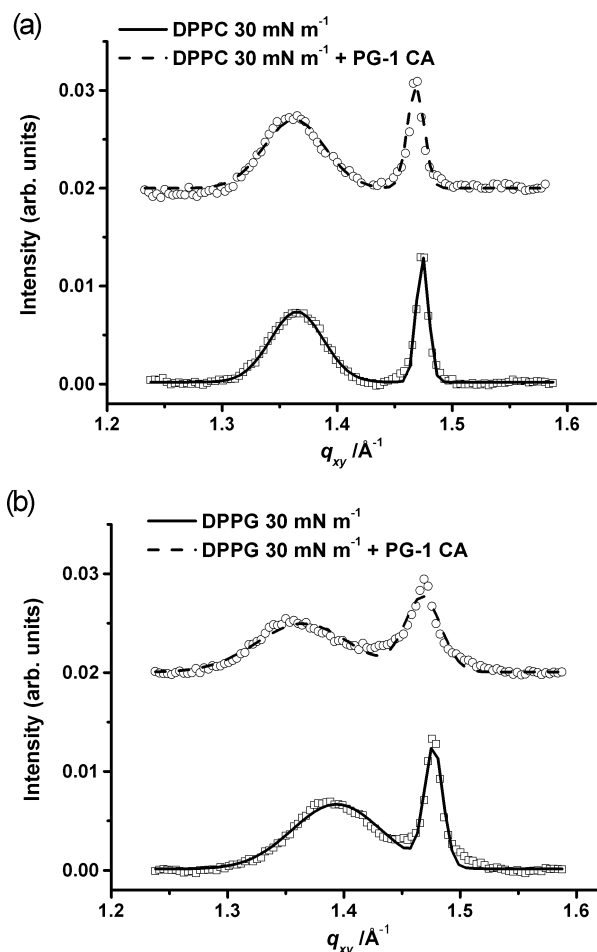 (a)
DPPC 30 mN m⁻¹
DPPC 30 mN m⁻¹ + PG-1 CA
0.03
0.02
0.01
0.00
Intensity (arb. units)
1.2 1.3 1.4 1.5 1.6
qxy /Å⁻¹
(b)
DPPG 30 mN m⁻¹
DPPG 30 mN m⁻¹ + PG-1 CA
0.03
0.02
0.01
0.00
Intensity (arb. units)
1.2 1.3 1.4 1.5 1.6
qxy /Å⁻¹